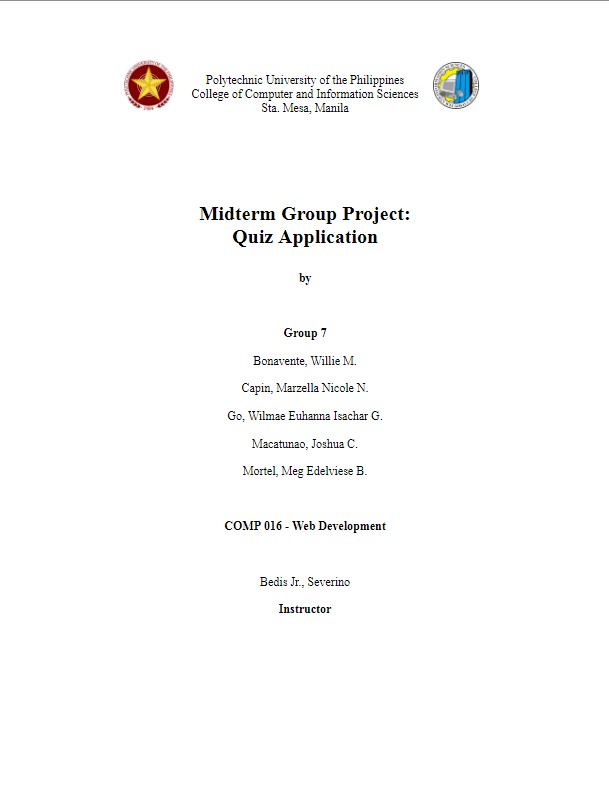 Polytechnic University of the Philippines
College of Computer and Information Sciences
Sta. Mesa, Manila
Midterm Group Project:
Quiz Application
by
Group 7
Bonavente, Willie M.
Capin, Marzella Nicole N.
Go, Wilmae Euhanna Isachar G.
Macatunao, Joshua C.
Mortel, Meg Edelviese B.
COMP 016 - Web Development
Bedis Jr., Severino
Instructor